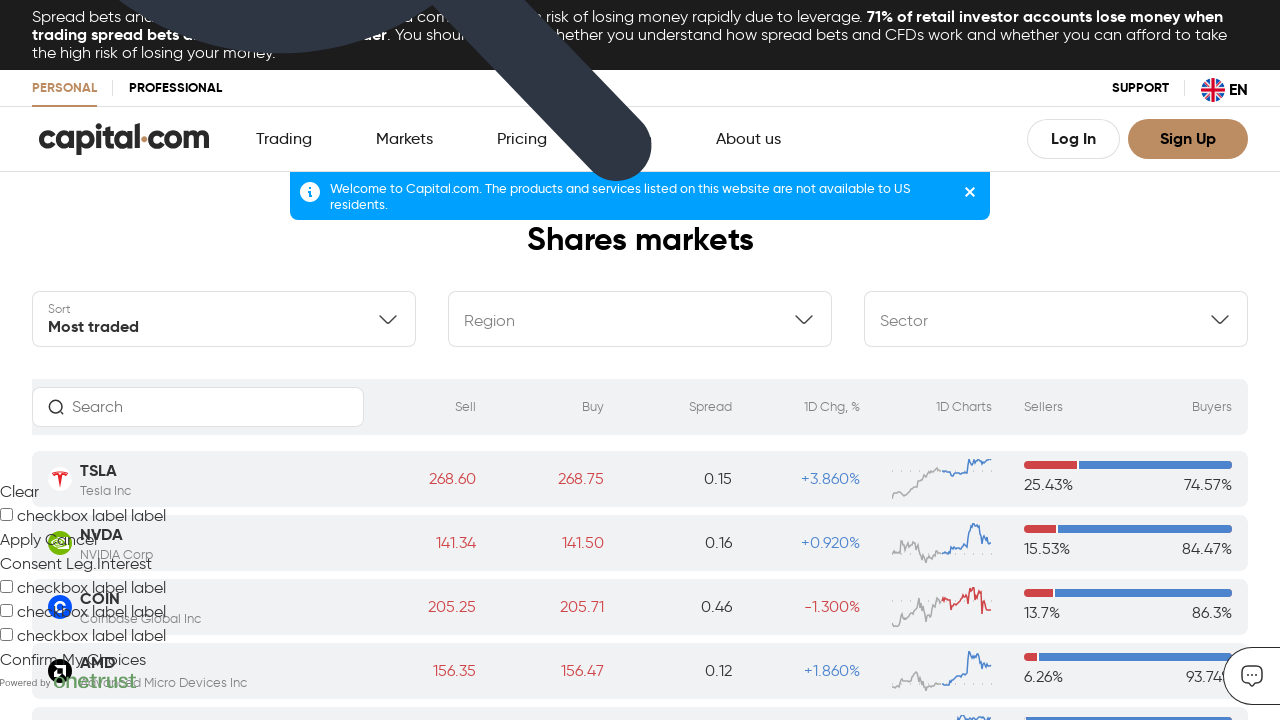 Spread bets and com risk of losing money rapidly due to leverage. 71% of retail investor accounts lose money when
trading spread bets . You shoul hether you understand how spread bets and CFDs work and whether you can afford to take
the high risk of losing your money.
PERSONAL PROFESSIONAL SUPPORT EN
capital.com Trading Markets Pricing About us Log In Sign Up
Welcome to Capital.com. The products and services listed on this website are not available to US
residents.
Shares markets
Sort
Most traded
Region
Sector
Search Sell Buy Spread 1D Chg, % 1D Charts Sellers Buyers
TSLA
Tesla Inc
268.60 268.75 0.15 +3.860% 25.43% 74.57%
Clear
checkbox label label
NVDA
NVIDIA Corp
141.34 141.50 0.16 +0.920% 15.53% 84.47%
Apply Cancel
Consent Leg.Interest
checkbox label label
COIN
Coinbase Global Inc
205.25 205.71 0.46 -1.300% 13.7% 86.3%
checkbox label label
checkbox label label
Confirm My Choices
AMD
Advanced Micro Devices Inc
156.35 156.47 0.12 +1.860% 6.26% 93.74
Powered by onetrust